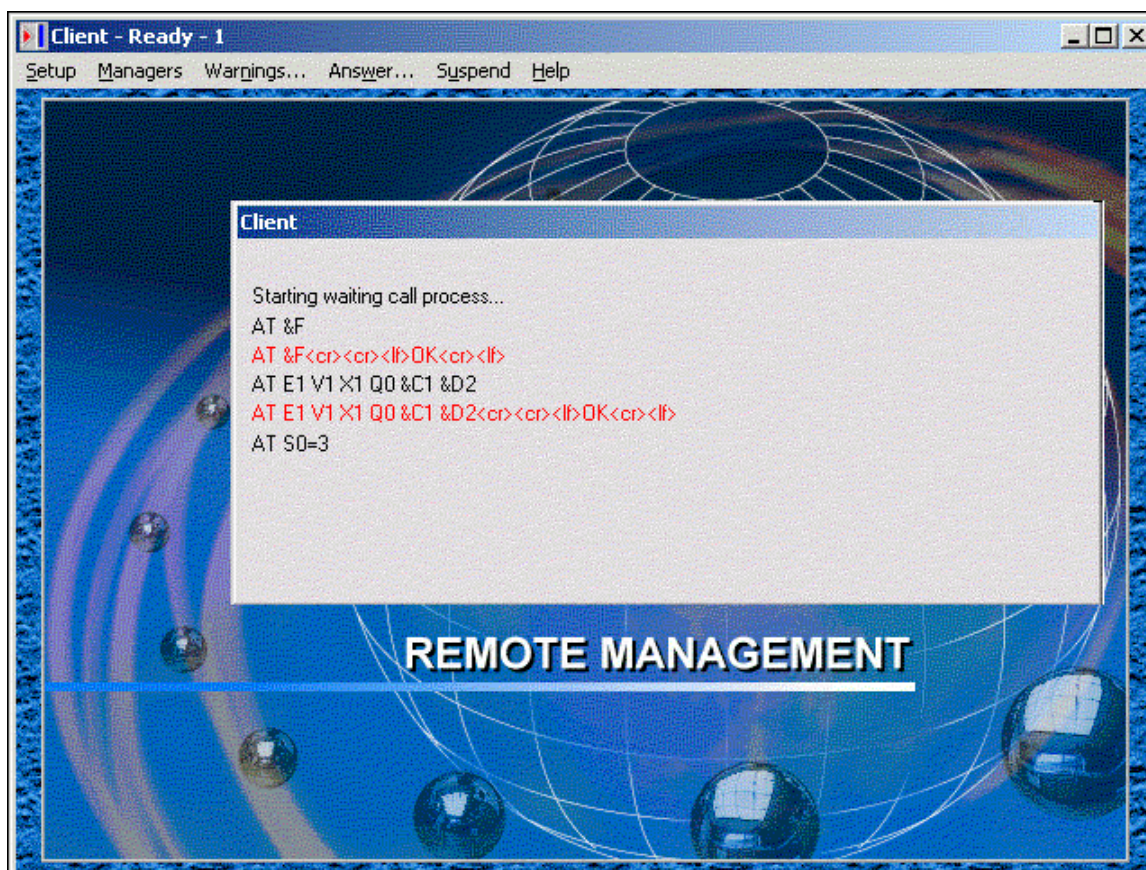 Client - Ready - 1
Setup Managers Warnings... Answer... Suspend Help
Client
Starting waiting call process...
AT &F
AT &F<cr><cr><lf>OK<cr><lf>
AT E1 V1 X1 Q0 &C1 &D2
AT E1 V1 X1 Q0 &C1 &D2<cr><cr><lf>OK<cr><lf>
AT S0=3
REMOTE MANAGEMENT